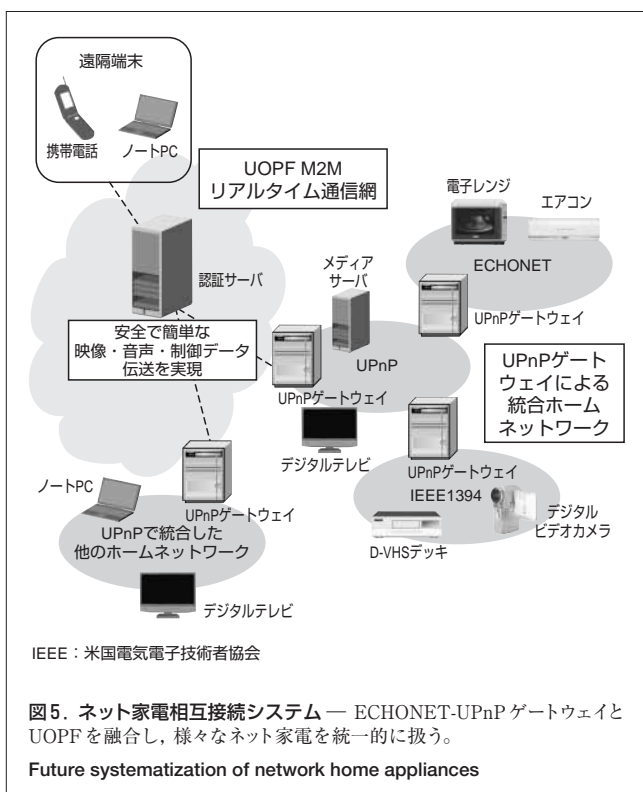 遠隔端末
携帯電話
ノートPC
UOPF M2M
リアルタイム通信網
認証サーバ
安全で簡単な
映像・音声・制御データ
伝送を実現
電子レンジ
エアコン
ECHONET
UPnPゲートウェイ
メディア
サーバ
UPnP
UPnPゲートウェイ
デジタルテレビ
UPnPゲート
ウェイによる
統合ホーム
ネットワーク
UPnPゲートウェイ
IEEE1394
D-VHSデッキ
デジタル
ビデオカメラ
ノートPC
UPnPゲートウェイ
UPnPで統合した
他のホームネットワーク
デジタルテレビ
IEEE：米国電気電子技術者協会
図5．ネット家電相互接続システム ― ECHONET-UPnP ゲートウェイと
UOPF を融合し，様々なネット家電を統一的に扱う。
Future systematization of network home appliances